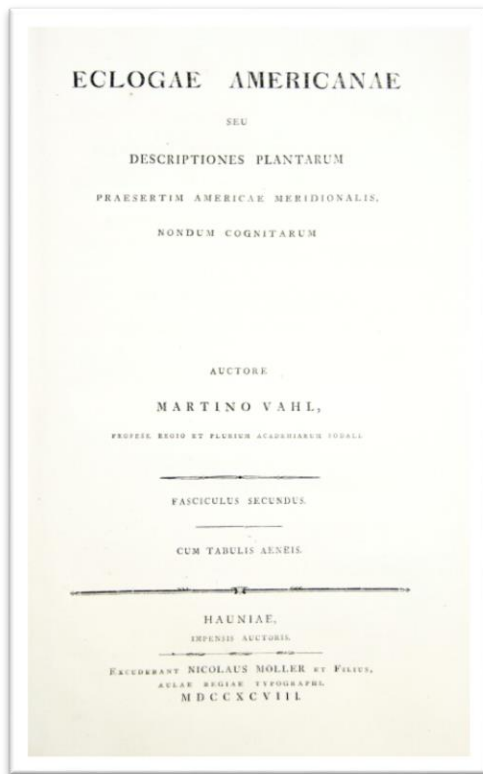 ECLOGAE AMERICANAE
SEU
DESCRIPTIONES PLANTARUM
PRAESERTIM AMERICAE MERIDIONALIS,
NONDUM COGNITARUM
AUCTORE
MARTINO VAHL,
PROFESS. REGIO ET PLURIUM ACADEMIARUM SODALI.
FASCICULUS SECUNDUS.
CUM TABULIS AENEIS.
HAUNIAE,
IMPENSIS AUCTORIS.
EXCUDEBANT NICOLAUS MOLLER ET FILIUS,
AULAE REGIAE TYPOGRAPHI.
MDCCXCVIII.